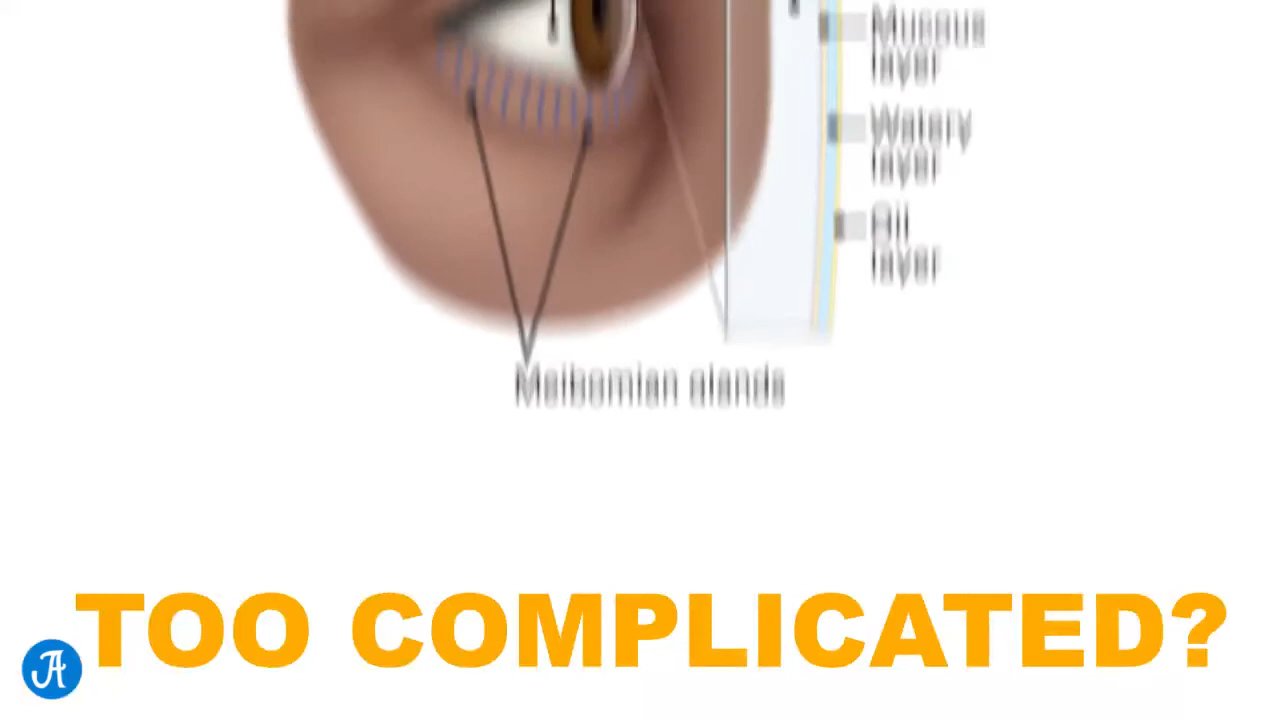 Mucous
layer
Watery
layer
Oil
layer
Meibomian glands
TOO COMPLICATED?